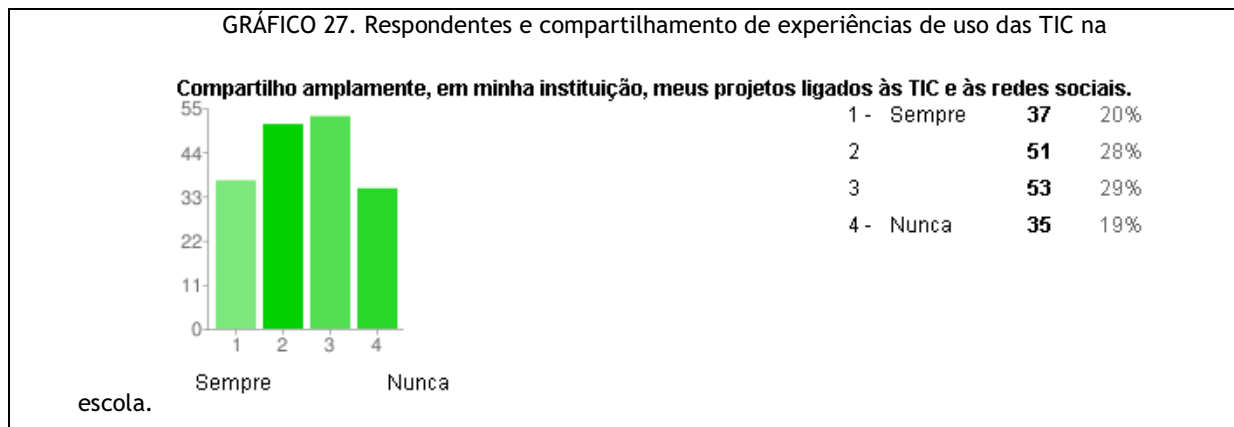 GRÁFICO 27. Respondentes e compartilhamento de experiências de uso das TIC na
Compartilho amplamente, em minha instituição, meus projetos ligados às TIC e às redes sociais.
55
44
33
22
11
0
1 2 3 4
Sempre Nunca
1 - Sempre 37 20%
2 51 28%
3 53 29%
4 - Nunca 35 19%
escola.